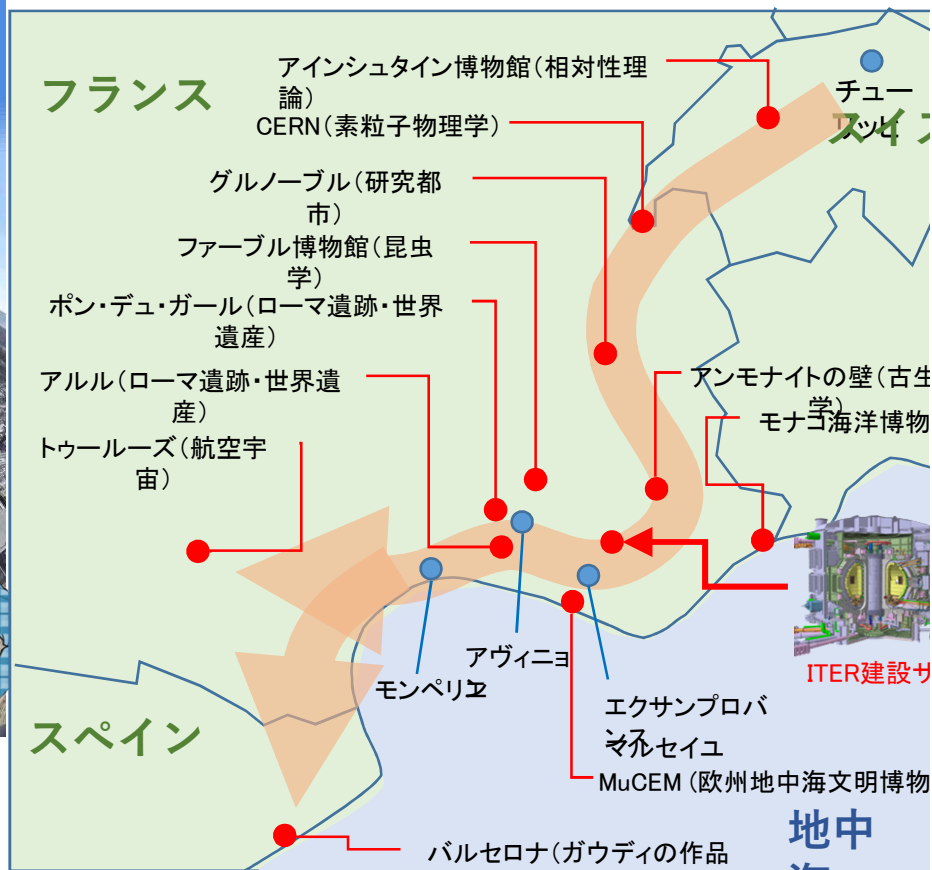 フランス
アインシュタイン博物館（相対性理
論）
チュー
リッヒ
スイス
CERN（素粒子物理学）
グルノーブル（研究都
市）
ファーブル博物館（昆虫
学）
ポン・デュ・ガール（ローマ遺跡・世界
遺産）
アルル（ローマ遺跡・世界遺
産）
トゥールーズ（航空宇
宙）
アンモナイトの壁（古生
学）
モナコ海洋博物
ITER建設サ
アヴィニョ
ン
モンペリエ
エクサンプロバ
ンス
マルセイユ
スペイン
MuCEM （欧州地中海文明博物
地中
海
バルセロナ（ガウディの作品